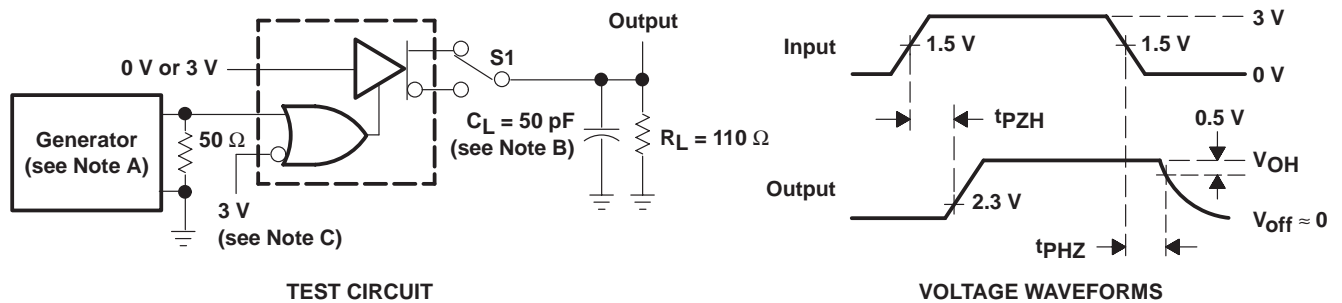 Output
S1
0 V or 3 V
Generator
(see Note A)
50 Ω
3 V
(see Note C)
CL = 50 pF
(see Note B)
RL = 110 Ω
TEST CIRCUIT
Input
3 V
1.5 V
1.5 V
0 V
tPZH
0.5 V
VOH
Output
2.3 V
Voff ≈ 0
tPHZ
VOLTAGE WAVEFORMS